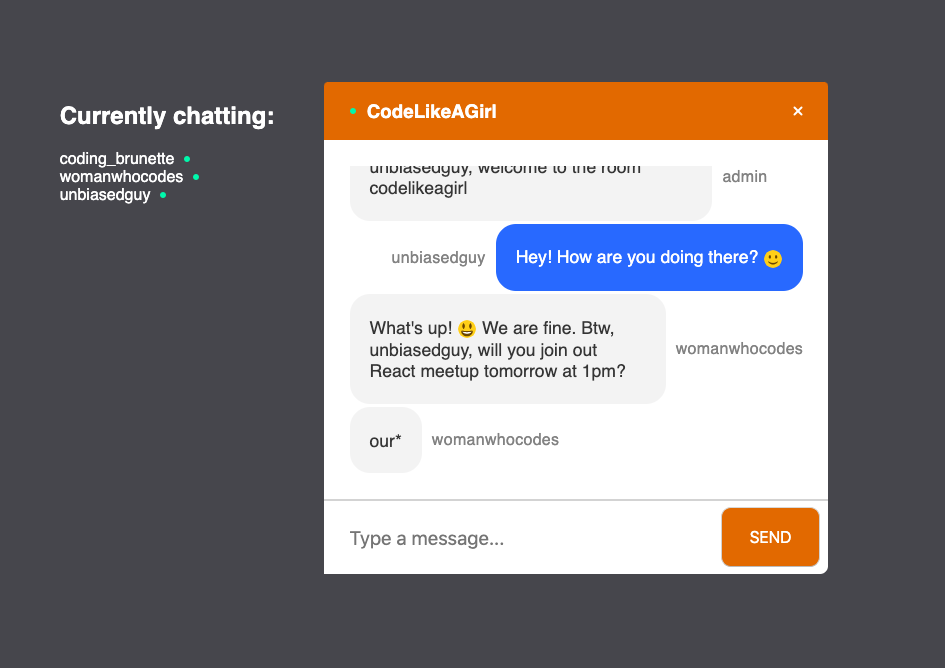 Currently chatting:
coding_brunette
womanwhocodes
unbiasedguy
CodeLikeAGirl
×
unbiasedguy, welcome to the room
codelikeagirl
admin
unbiasedguy
Hey! How are you doing there? 🙂
What's up! 😃 We are fine. Btw,
unbiasedguy, will you join out
React meetup tomorrow at 1pm?
womanwhocodes
our*
womanwhocodes
Type a message...
SEND